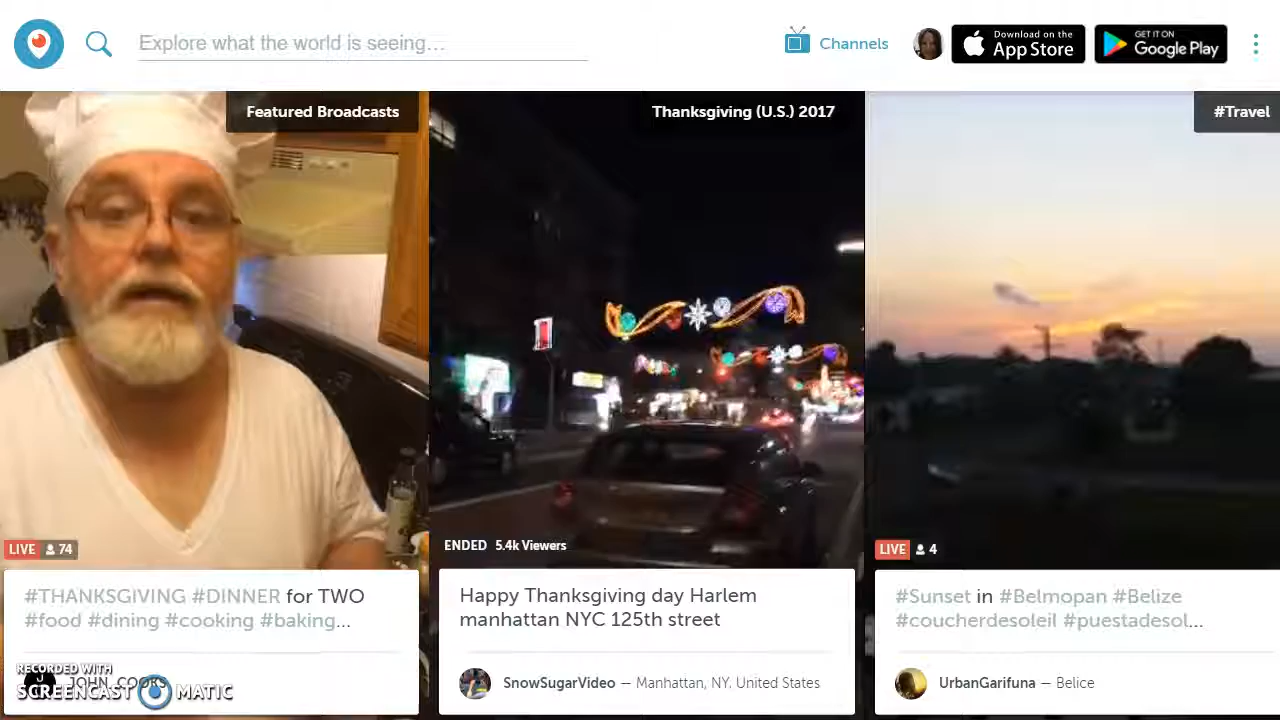 Explore what the world is seeing...
Channels
Download on the
App Store
GET IT ON
Google Play
Featured Broadcasts
Thanksgiving (U.S.) 2017
#Travel
LIVE 74
ENDED 5.4k Viewers
LIVE 4
#THANKSGIVING #DINNER for TWO
#food #dining #cooking #baking...
Happy Thanksgiving day Harlem
manhattan NYC 125th street
#Sunset in #Belmopan #Belize
#coucherdesoleil #puestadesol...
RECORDED WITH
SCREENCAST MATIC
JOHN_COOKS
SnowSugarVideo — Manhattan, NY, United States
UrbanGarifuna — Belice